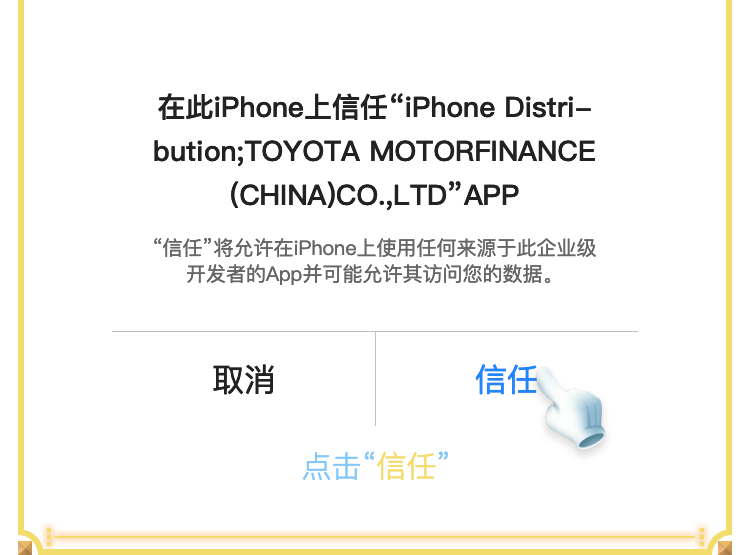 在此iPhone上信任“iPhone Distri-
bution;TOYOTA MOTORFINANCE
(CHINA)CO.,LTD”APP
“信任”将允许在iPhone上使用任何来源于此企业级
开发者的App并可能允许其访问您的数据。
取消
信任
点击“信任”